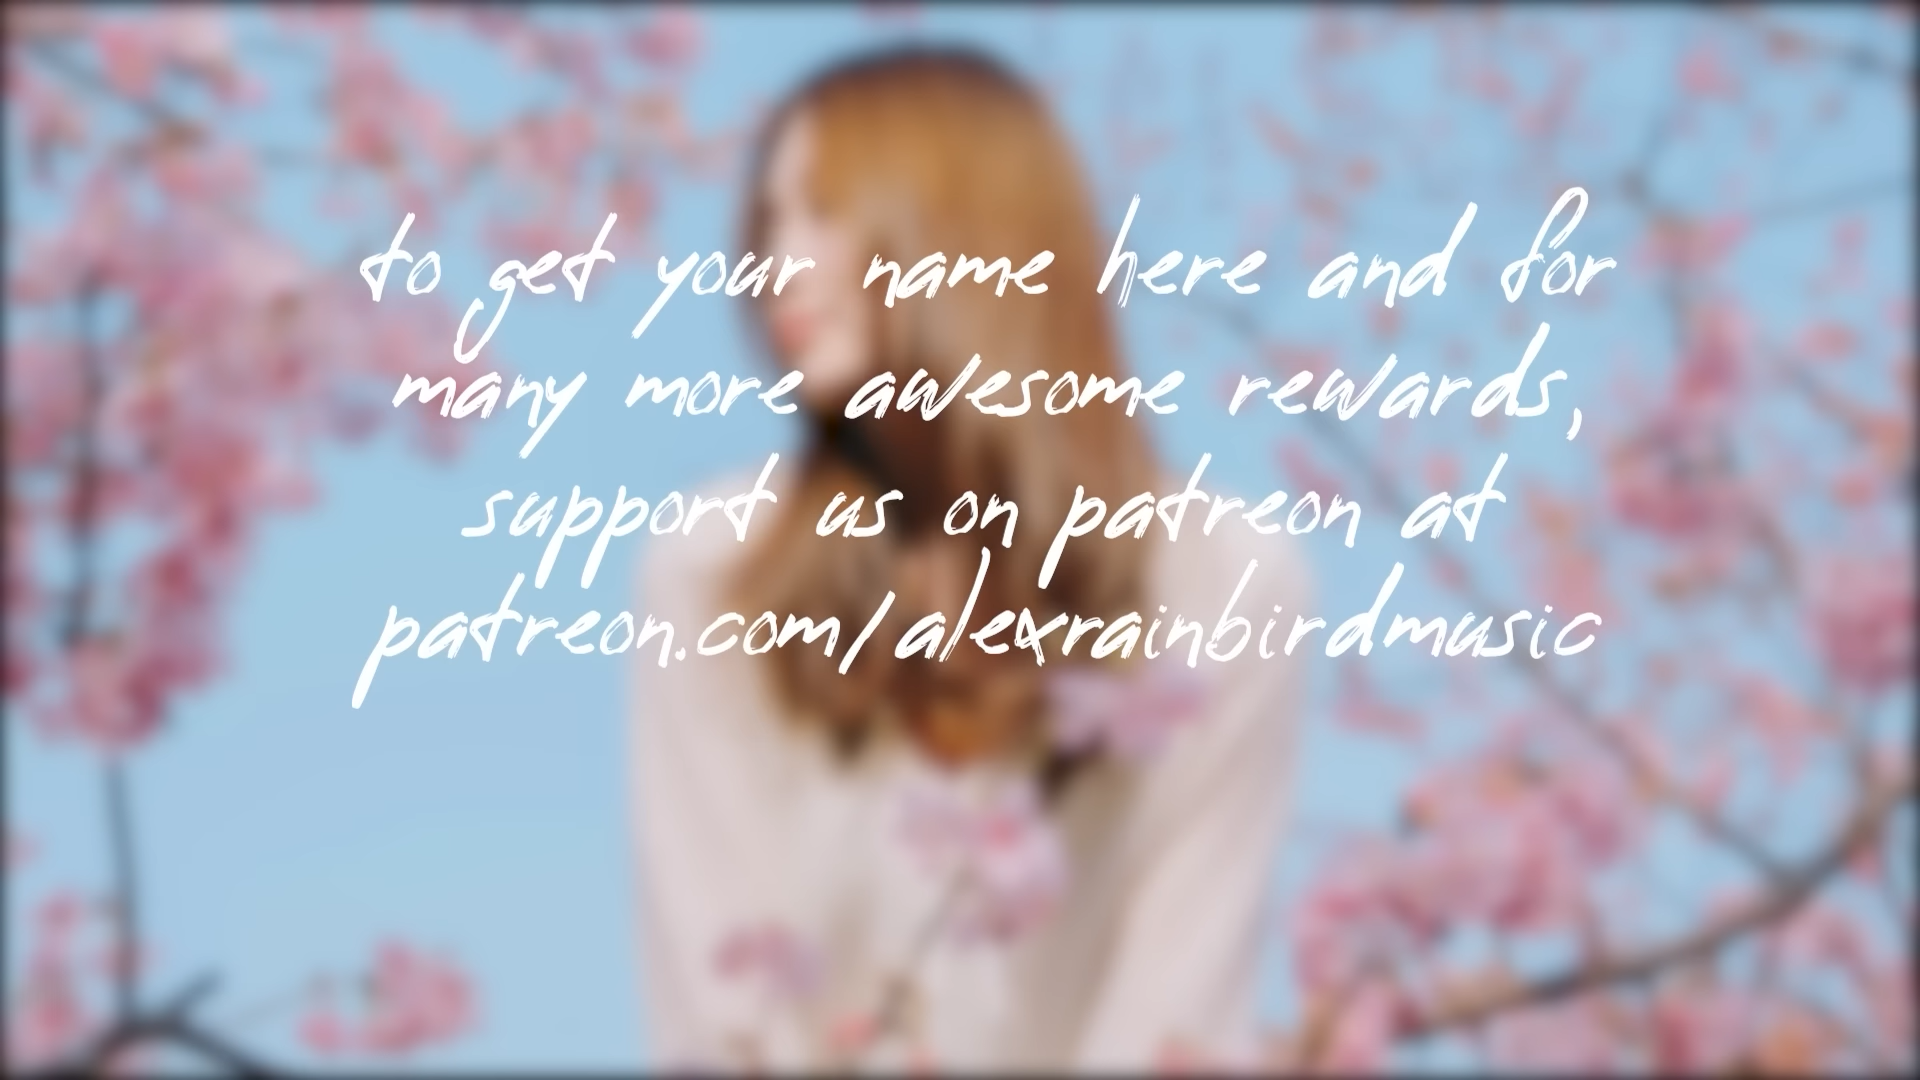 to get your name here and for
many more awesome rewards,
support us on patreon at
patreon.com/alexrainbirdmusic